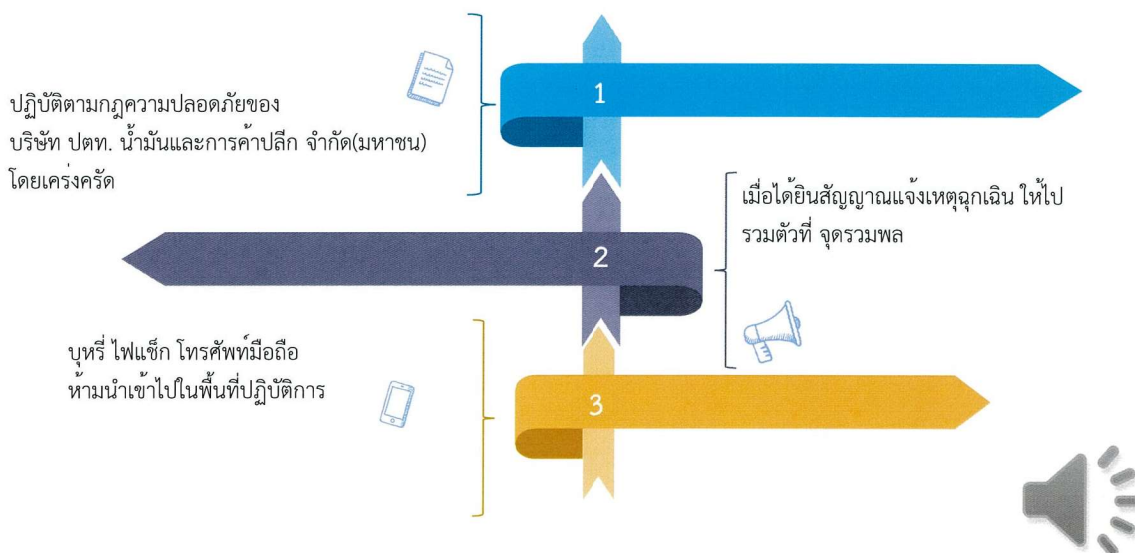 1
ปฏิบัติตามกฎความปลอดภัยของ
บริษัท ปตท. น้ำมันและการค้าปลีก จำกัด(มหาชน)
โดยเคร่งครัด
2
เมื่อได้ยินสัญญาณแจ้งเหตุฉุกเฉิน ให้ไป
รวมตัวที่ จุดรวมพล
3
บุหรี่ ไฟแช็ก โทรศัพท์มือถือ
ห้ามนำเข้าไปในพื้นที่ปฏิบัติการ